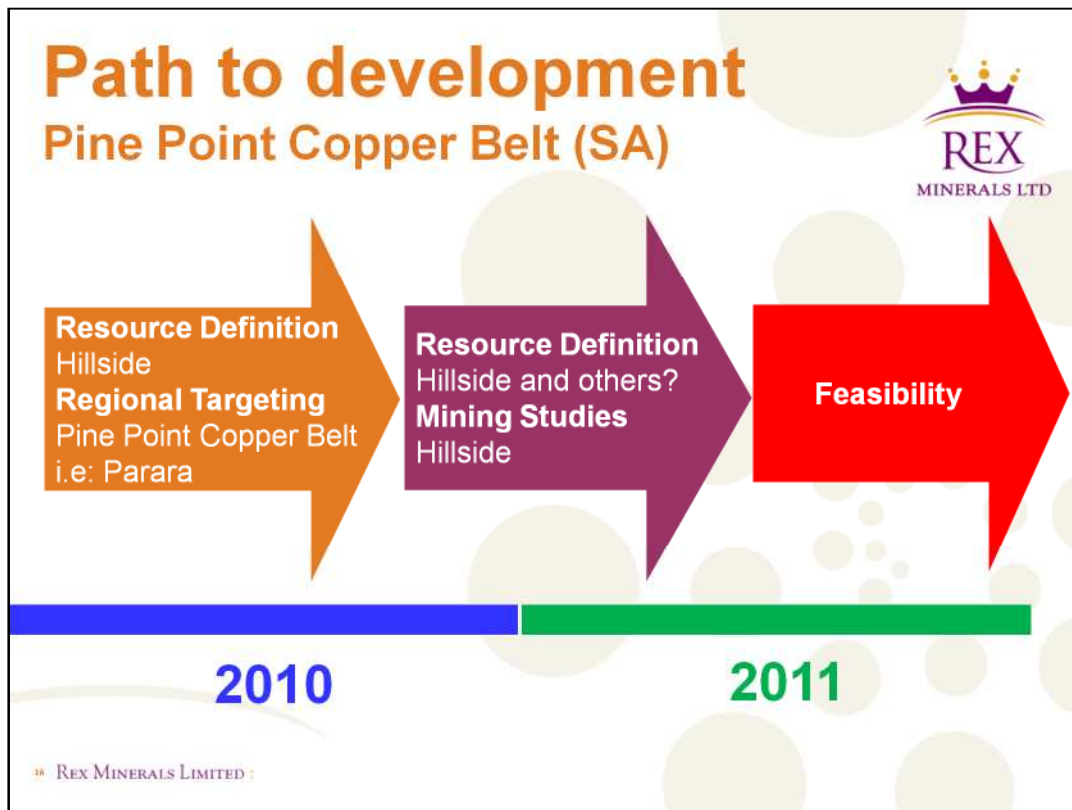 Path to development
Pine Point Copper Belt (SA)
REX
MINERALS LTD
Resource Definition
Hillside
Regional Targeting
Pine Point Copper Belt
i.e: Parara
Resource Definition
Hillside and others?
Mining Studies
Hillside
Feasibility
2010
2011
16 REX MINERALS LIMITED :